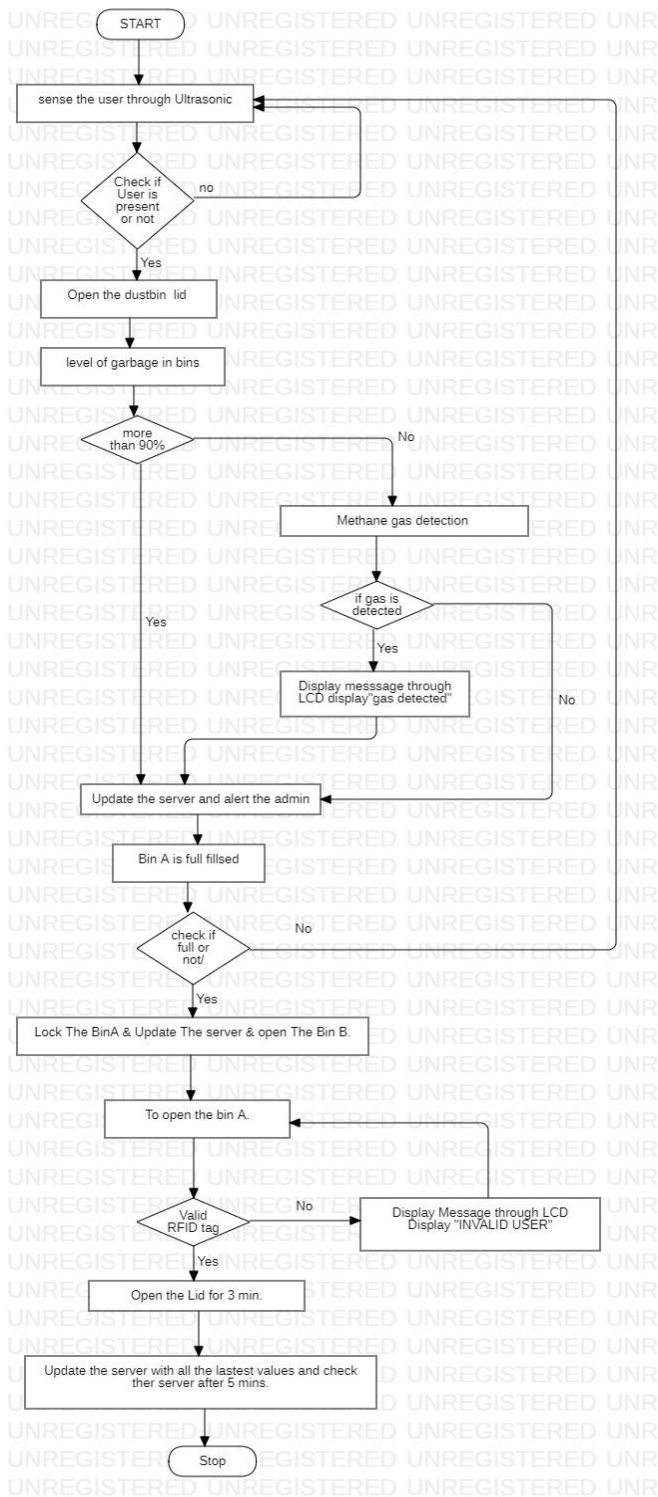 START
sense the user through Ultrasonic
Check if
User is
present
or not
no
Yes
Open the dustbin  lid
level of garbage in bins
more
than 90%
No
Methane gas detection
if gas is
detected
Yes
Yes
Display messsage through
LCD display"gas detected"
No
Update the server and alert the admin
Bin A is full fillsed
check if
full or
not/
No
Yes
Lock The BinA & Update The server & open The Bin B.
To open the bin A.
Valid
RFID tag
No
Display Message through LCD
Display "INVALID USER"
Yes
Open the Lid for 3 min.
Update the server with all the lastest values and check
ther server after 5 mins.
Stop
UNREGISTERED